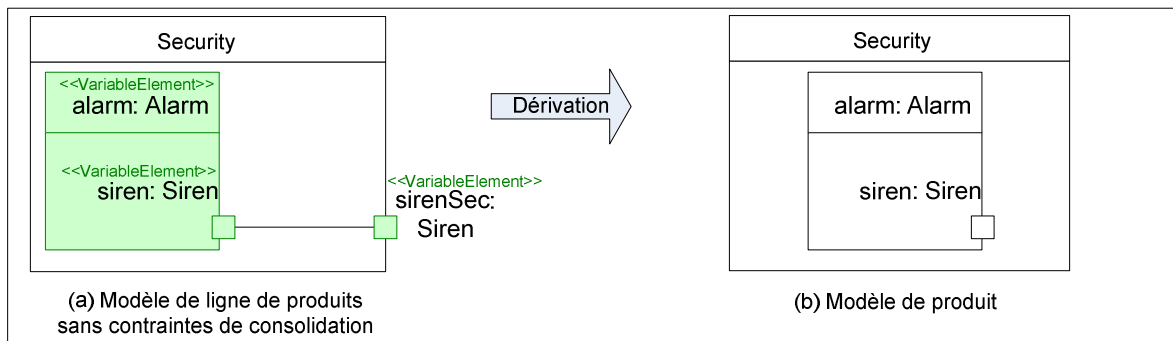 Security
<<VariableElement>>
alarm: Alarm
<<VariableElement>>
siren: Siren
<<VariableElement>>
sirenSec:
Siren
(a) Modèle de ligne de produits
sans contraintes de consolidation
Dérivation
Security
alarm: Alarm
siren: Siren
(b) Modèle de produit